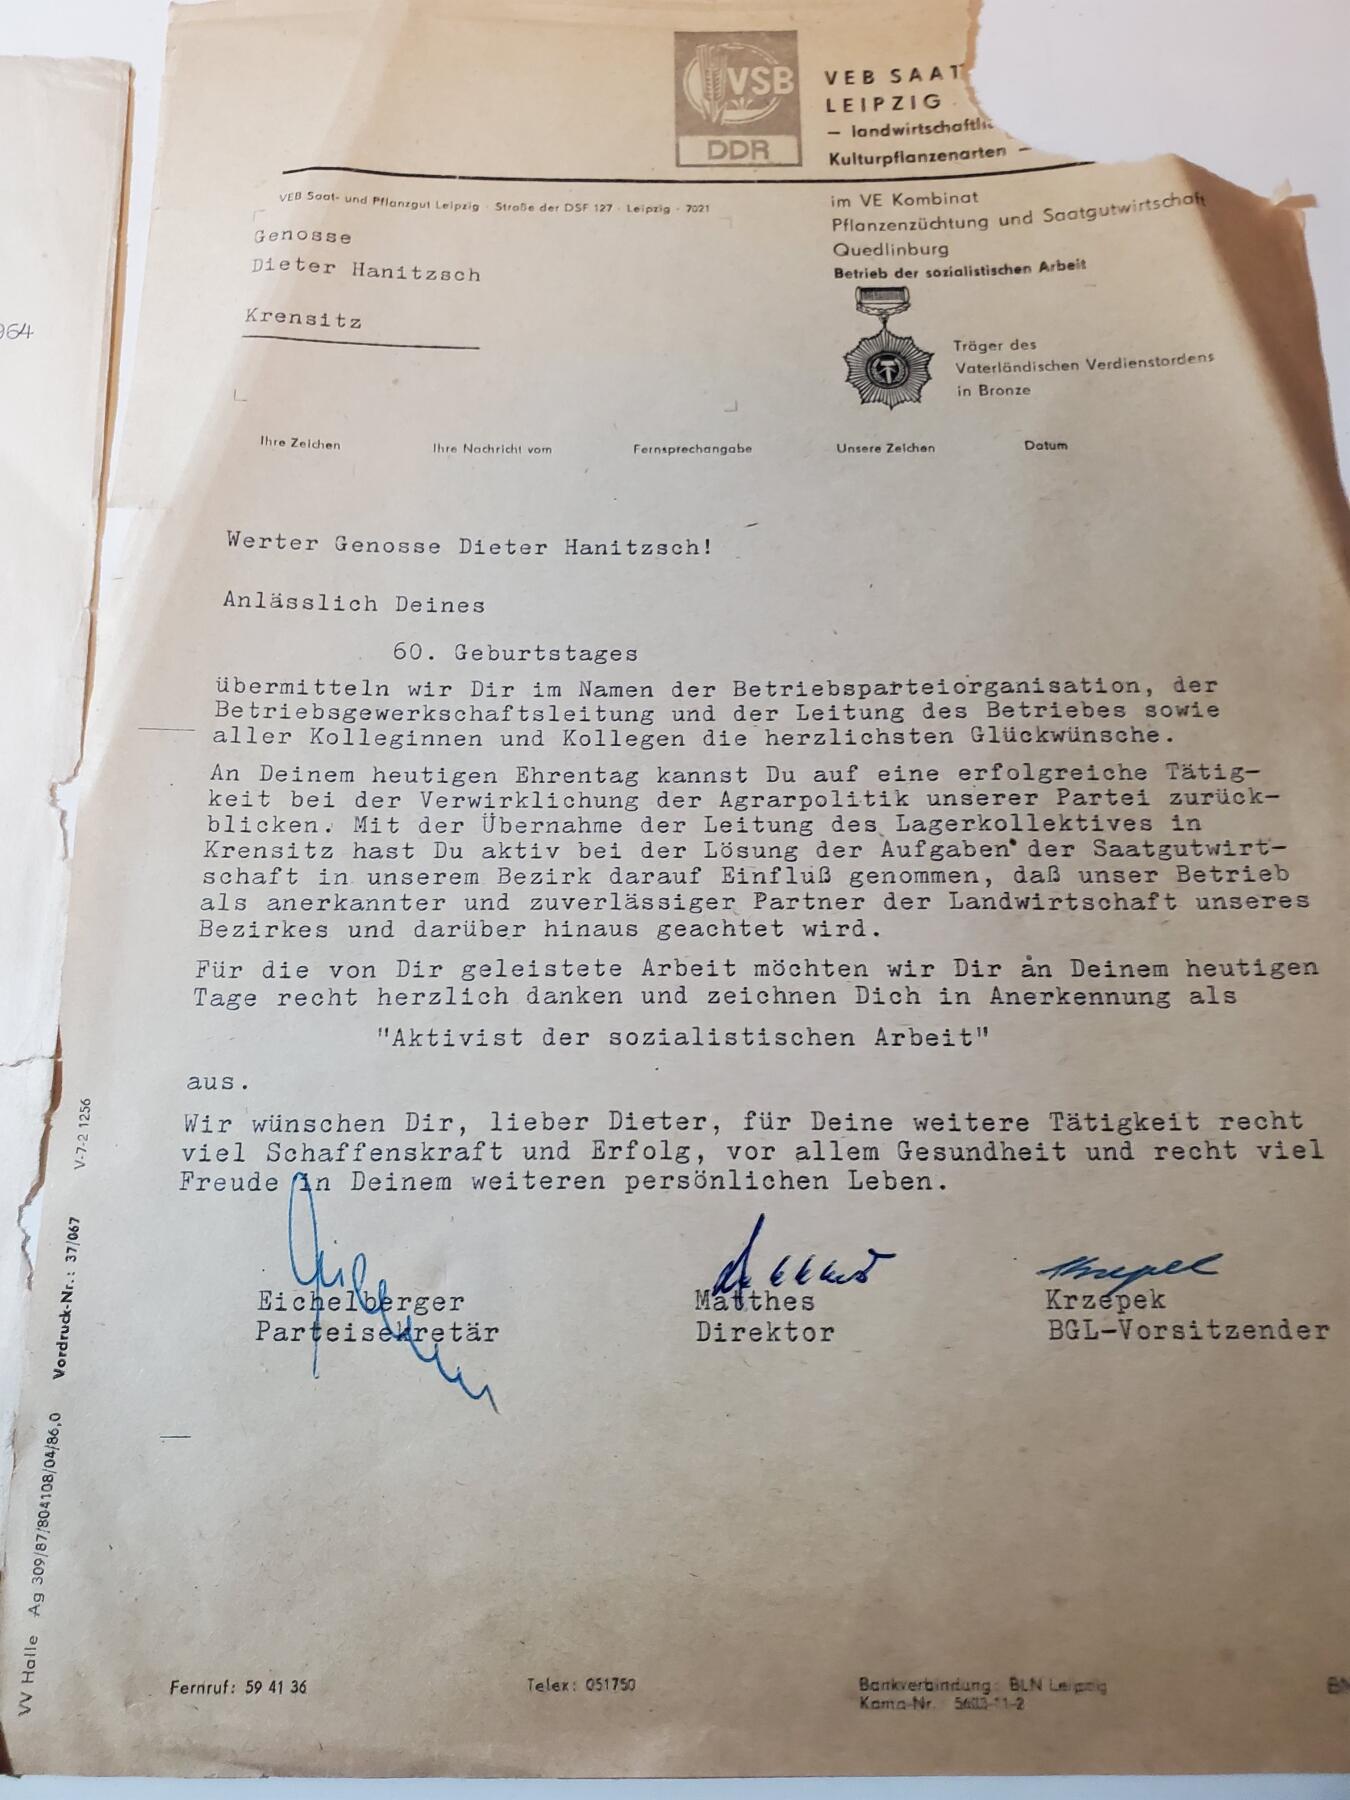 964
VSB
DDR
VEB SAAT
LEIPZIG
— landwirtschaftli
Kulturpflanzenarten —
VEB Saat- und Pflanzgut Leipzig · Straße der DSF 127 · Leipzig · 7021
im VE Kombinat
Pflanzenzüchtung und Saatgutwirtschaft
Quedlinburg
Betrieb der sozialistischen Arbeit
Genosse
Dieter Hanitzsch
Krensitz
Träger des
Vaterländischen Verdienstordens
in Bronze
Ihre Zeichen Ihre Nachricht vom Fernsprechangabe Unsere Zeichen Datum
Werter Genosse Dieter Hanitzsch!
Anlässlich Deines
60. Geburtstages
übermitteln wir Dir im Namen der Betriebsparteiorganisation, der
Betriebsgewerkschaftsleitung und der Leitung des Betriebes sowie
aller Kolleginnen und Kollegen die herzlichsten Glückwünsche.
An Deinem heutigen Ehrentag kannst Du auf eine erfolgreiche Tätig-
keit bei der Verwirklichung der Agrarpolitik unserer Partei zurück-
blicken. Mit der Übernahme der Leitung des Lagerkollektives in
Krensitz hast Du aktiv bei der Lösung der Aufgaben der Saatgutwirt-
schaft in unserem Bezirk darauf Einfluß genommen, daß unser Betrieb
als anerkannter und zuverlässiger Partner der Landwirtschaft unseres
Bezirkes und darüber hinaus geachtet wird.
Für die von Dir geleistete Arbeit möchten wir Dir an Deinem heutigen
Tage recht herzlich danken und zeichnen Dich in Anerkennung als
"Aktivist der sozialistischen Arbeit"
aus.
Wir wünschen Dir, lieber Dieter, für Deine weitere Tätigkeit recht
viel Schaffenskraft und Erfolg, vor allem Gesundheit und recht viel
Freude in Deinem weiteren persönlichen Leben.
Krzepek
Eichelberger Matthes Krzepek
Parteisekretär Direktor BGL-Vorsitzender
VV Halle Ag 309/87/804108/04/86,0 Vordruck-Nr.: 37/067 V-7-2 1256
Fernruf: 59 41 36 Telex: 051750 Bankverbindung: BLN Leipzig